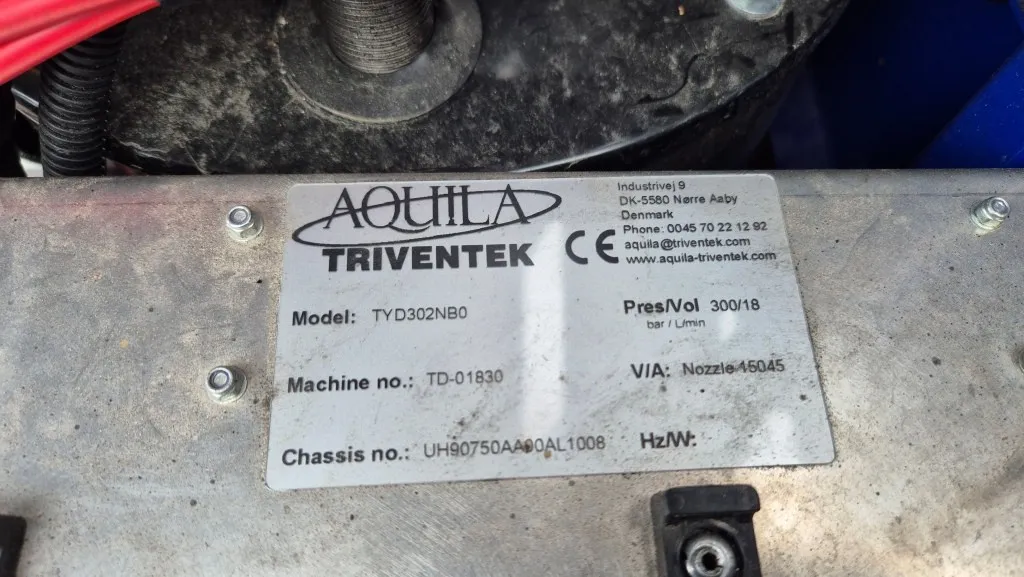 AQUILA
TRIVENTEK
CE
Industrivej 9
DK-5580 Nørre Aaby
Denmark
Phone: 0045 70 22 12 92
aquila@triventek.com
www.aquila-triventek.com
Model: TYD302NB0
Pres/Vol 300/18
bar / L/min
Machine no.: TD-01830
V/A: Nozzle 15045
Chassis no.: UH90750AA00AL1008
Hz/W: